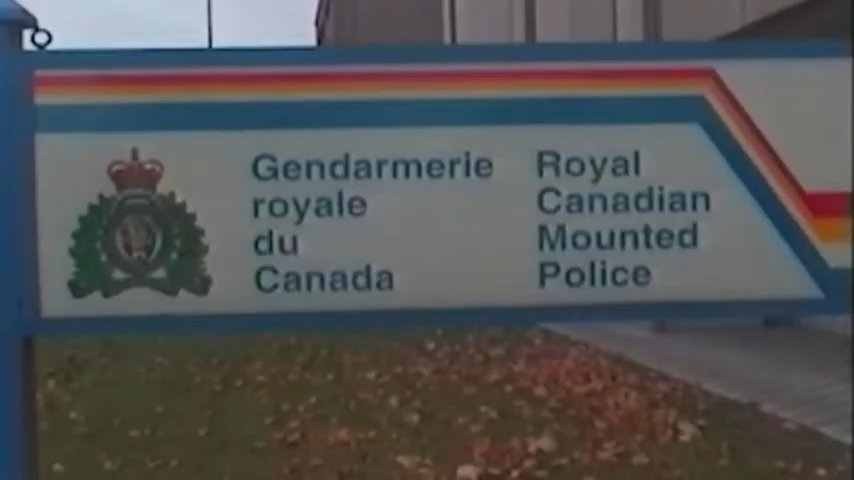 Gendarmerie
royale
du
Canada
Royal
Canadian
Mounted
Police